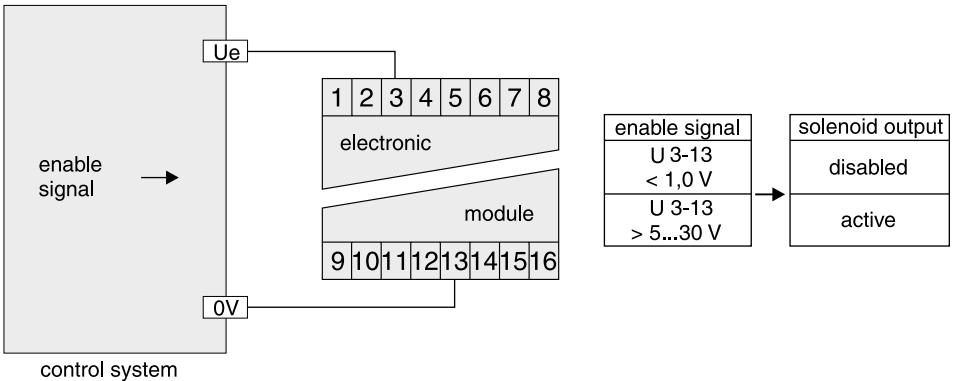 Ue
1 2 3 4 5 6 7 8
electronic
enable
signal
module
9 10 11 12 13 14 15 16
0V
control system
enable signal
U 3-13
< 1,0 V
U 3-13
> 5...30 V
solenoid output
disabled
active